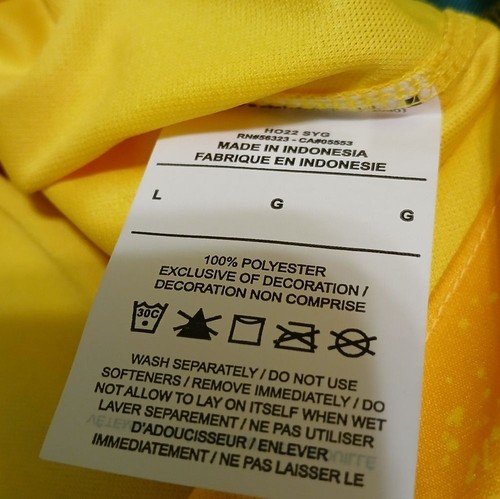 HO22 SYG
RN#56323 - CA#05553
MADE IN INDONESIA
FABRIQUE EN INDONESIE
L G G
100% POLYESTER
EXCLUSIVE OF DECORATION /
DECORATION NON COMPRISE
30C
WASH SEPARATELY / DO NOT USE
SOFTENERS / REMOVE IMMEDIATELY / DO
NOT ALLOW TO LAY ON ITSELF WHEN WET
LAVER SEPAREMENT / NE PAS UTILISER
D'ADOUCISSEUR / ENLEVER
IMMEDIATEMENT / NE PAS LAISSER LE